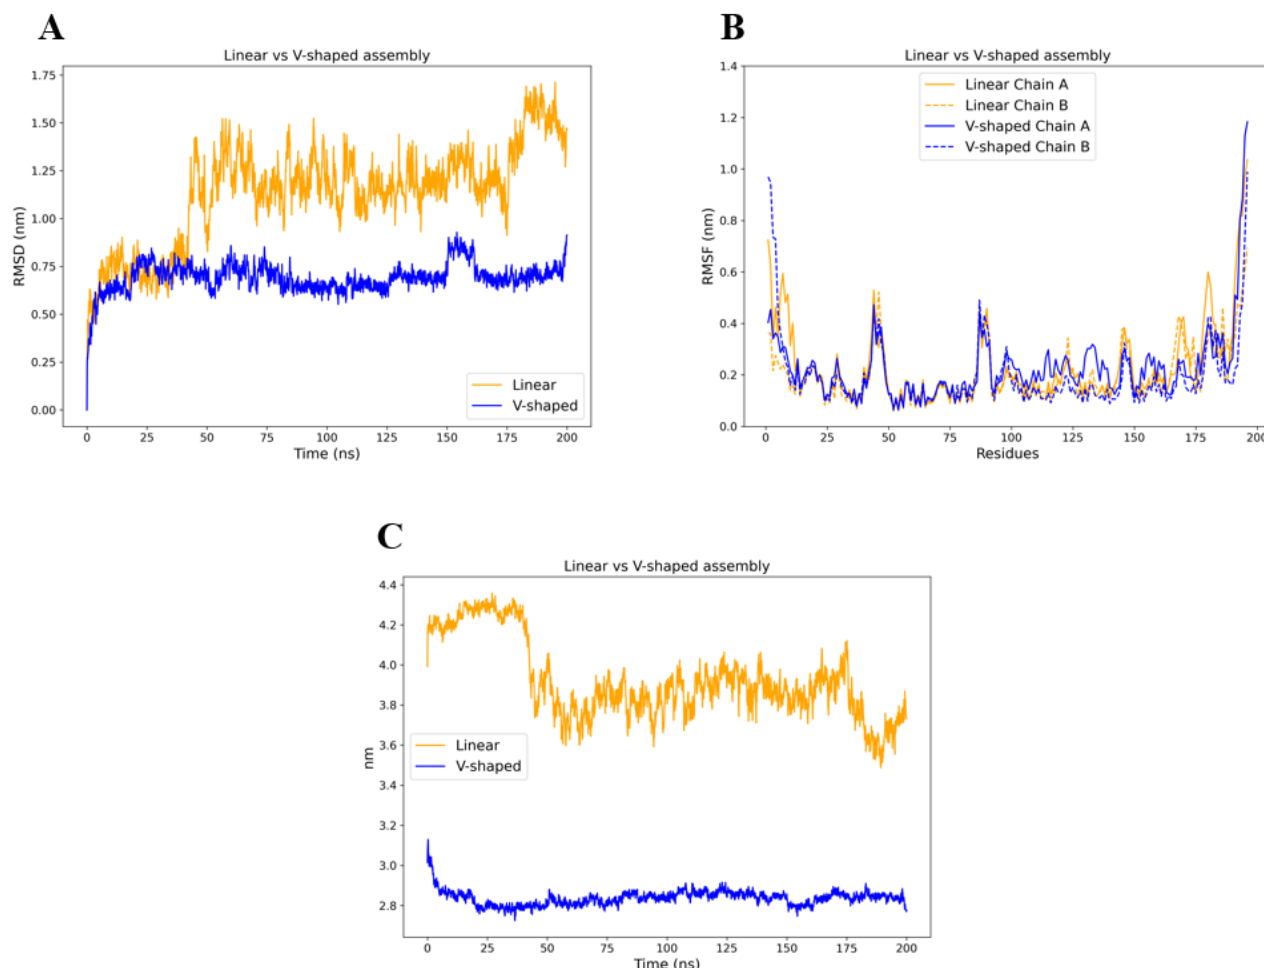 A
B
Linear vs V-shaped assembly
Linear vs V-shaped assembly
1.75
1.50
1.25
1.00
0.75
0.50
0.25
0.00
RMSD (nm)
Linear
V-shaped
0 25 50 75 100 125 150 175 200
Time (ns)
1.4
1.2
1.0
0.8
0.6
0.4
0.2
0.0
RMSF (nm)
Linear Chain A
Linear Chain B
V-shaped Chain A
V-shaped Chain B
0 25 50 75 100 125 150 175 200
Residues
C
Linear vs V-shaped assembly
4.4
4.2
4.0
3.8
3.6
3.4
3.2
3.0
2.8
nm
Linear
V-shaped
0 25 50 75 100 125 150 175 200
Time (ns)